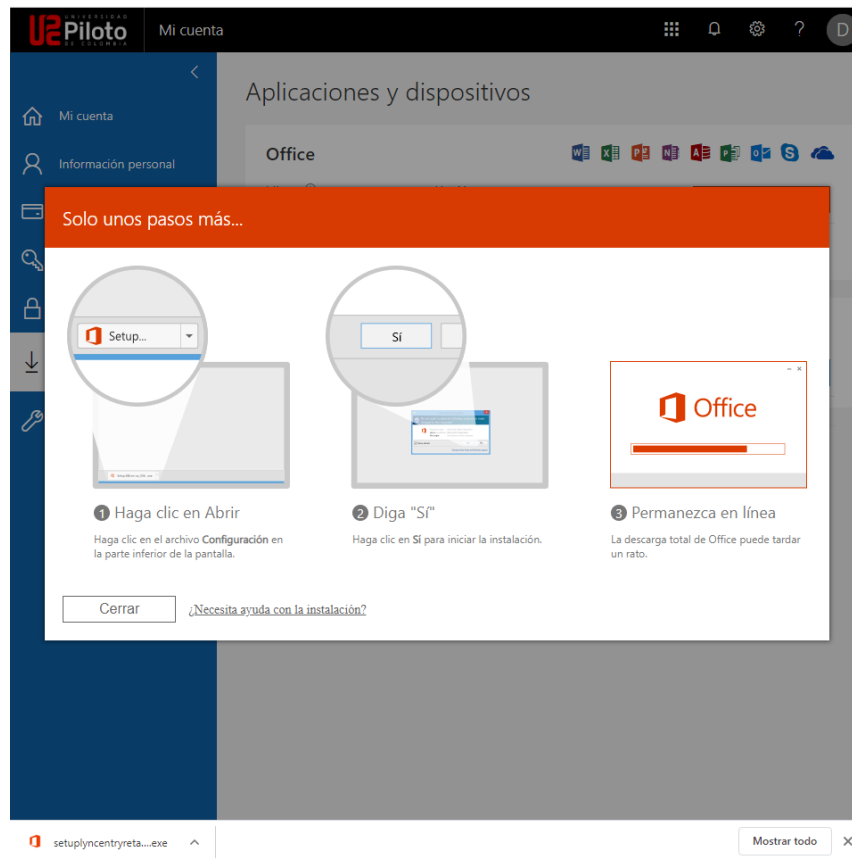 UNIVERSIDAD
Piloto
DE COLOMBIA
Mi cuenta
?
D
Aplicaciones y dispositivos
Mi cuenta
Office
Información personal
Solo unos pasos más...
Setup...
Sí
Office
1 Haga clic en Abrir
2 Diga "Sí"
3 Permanezca en línea
Haga clic en el archivo Configuración en
la parte inferior de la pantalla.
Haga clic en Sí para iniciar la instalación.
La descarga total de Office puede tardar
un rato.
Cerrar
¿Necesita ayuda con la instalación?
setuplyncentryreta....exe
Mostrar todo